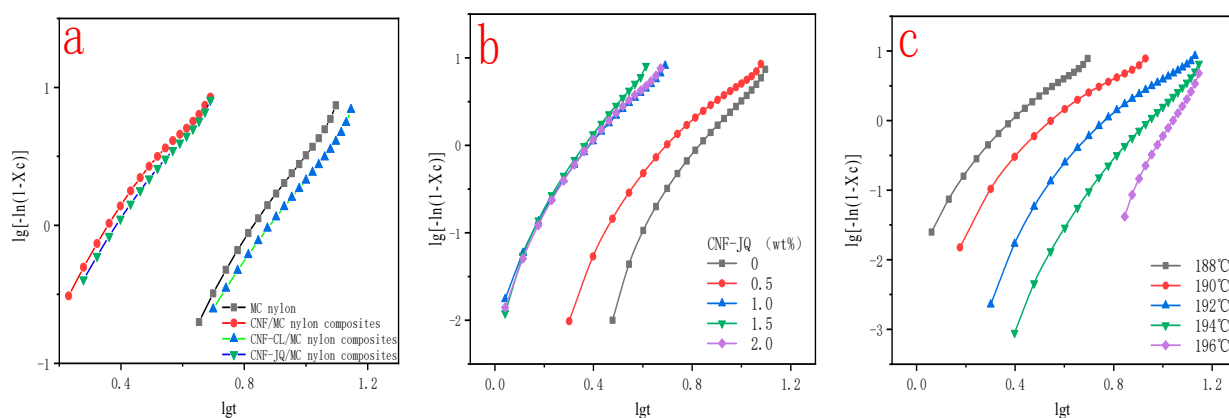 a
lg[-ln(1-Xc)]
1
0
-1
0.4
0.8
1.2
lgt
MC nylon
CNF/MC nylon composites
CNF-CL/MC nylon composites
CNF-JQ/MC nylon composites
b
lg[-ln(1-Xc)]
1
0
-1
-2
0.0
0.4
0.8
1.2
lgt
CNF-JQ (wt%)
0
0.5
1.0
1.5
2.0
c
lg[-ln(1-Xc)]
1
0
-1
-2
-3
0.0
0.4
0.8
1.2
lgt
188℃
190℃
192℃
194℃
196℃